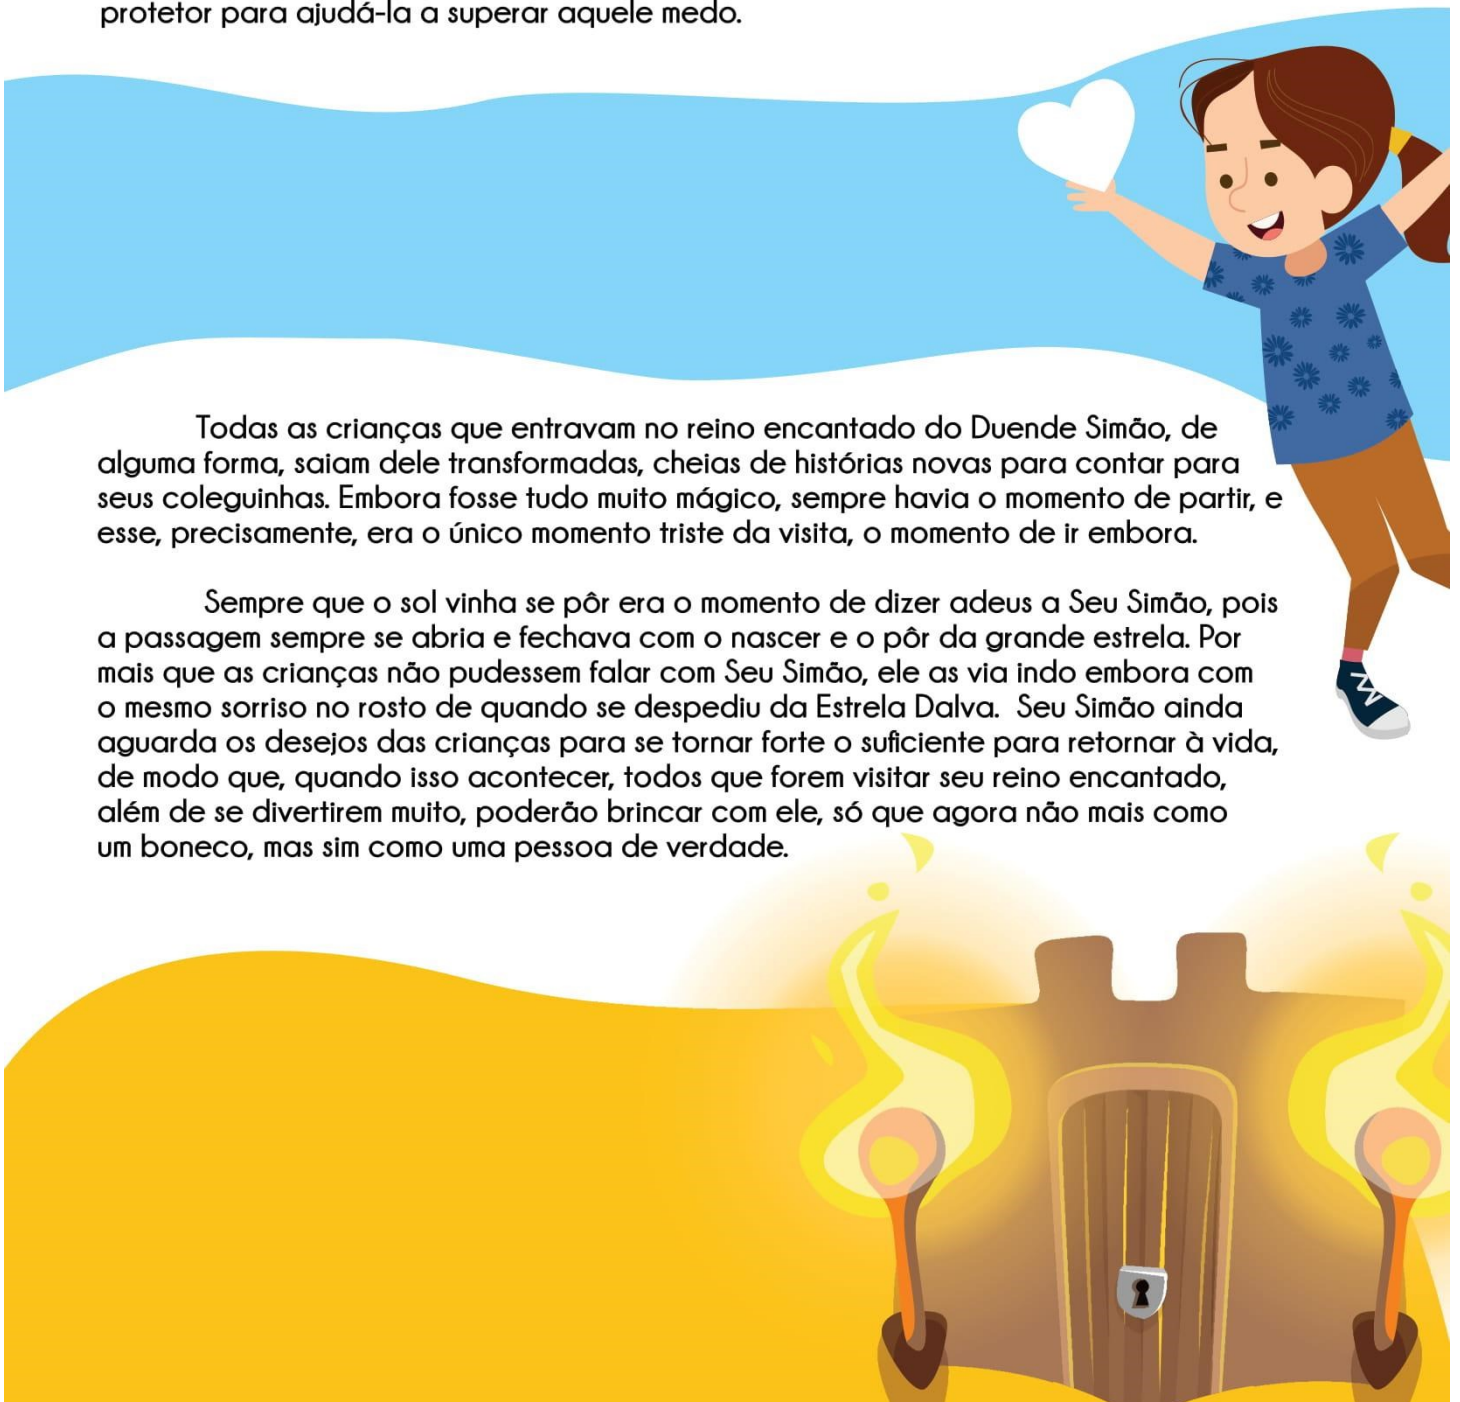 protetor para ajudá-la a superar aquele medo.
Todas as crianças que entravam no reino encantado do Duende Simão, de
alguma forma, saiam dele transformadas, cheias de histórias novas para contar para
seus coleguinhas. Embora fosse tudo muito mágico, sempre havia o momento de partir, e
esse, precisamente, era o único momento triste da visita, o momento de ir embora.
Sempre que o sol vinha se pôr era o momento de dizer adeus a Seu Simão, pois
a passagem sempre se abria e fechava com o nascer e o pôr da grande estrela. Por
mais que as crianças não pudessem falar com Seu Simão, ele as via indo embora com
o mesmo sorriso no rosto de quando se despediu da Estrela Dalva.  Seu Simão ainda
aguarda os desejos das crianças para se tornar forte o suficiente para retornar à vida,
de modo que, quando isso acontecer, todos que forem visitar seu reino encantado,
além de se divertirem muito, poderão brincar com ele, só que agora não mais como
um boneco, mas sim como uma pessoa de verdade.